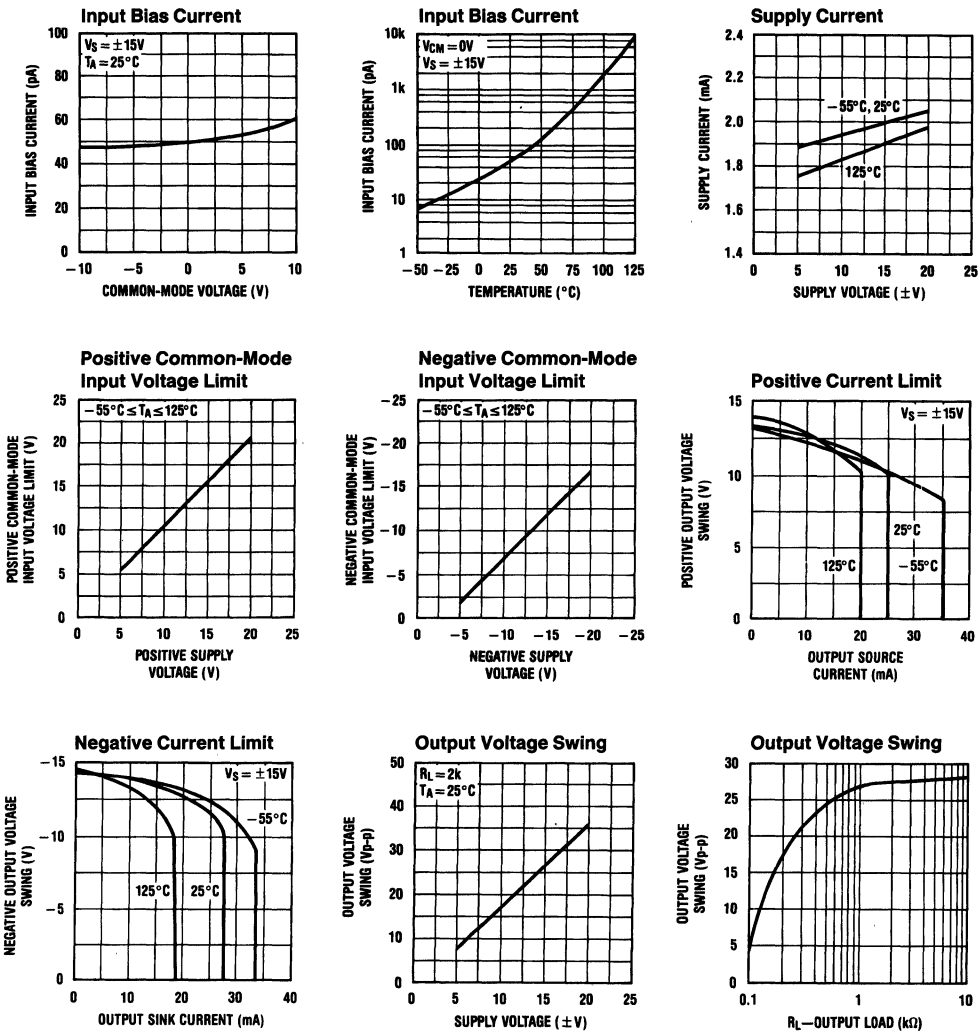 Input Bias Current
100
80
60
40
20
0
INPUT BIAS CURRENT (pA)
VS = ±15V
TA = 25°C
−10 −5 0 5 10
COMMON-MODE VOLTAGE (V)
Input Bias Current
10k
1k
100
10
1
INPUT BIAS CURRENT (pA)
VCM = 0V
VS = ±15V
−50 −25 0 25 50 75 100 125
TEMPERATURE (°C)
Supply Current
2.4
2.2
2.0
1.8
1.6
1.4
SUPPLY CURRENT (mA)
−55°C, 25°C
125°C
0 5 10 15 20 25
SUPPLY VOLTAGE (±V)
Positive Common-Mode
Input Voltage Limit
25
20
15
10
5
0
POSITIVE COMMON-MODE
INPUT VOLTAGE LIMIT (V)
−55°C ≤ TA ≤ 125°C
0 5 10 15 20 25
POSITIVE SUPPLY
VOLTAGE (V)
Negative Common-Mode
Input Voltage Limit
−25
−20
−15
−10
−5
0
NEGATIVE COMMON-MODE
INPUT VOLTAGE LIMIT (V)
−55°C ≤ TA ≤ 125°C
0 −5 −10 −15 −20 −25
NEGATIVE SUPPLY
VOLTAGE (V)
Positive Current Limit
15
10
5
0
POSITIVE OUTPUT VOLTAGE
SWING (V)
VS = ±15V
25°C
125°C
−55°C
0 10 20 30 40
OUTPUT SOURCE
CURRENT (mA)
Negative Current Limit
−15
−10
−5
0
NEGATIVE OUTPUT VOLTAGE
SWING (V)
VS = ±15V
−55°C
125°C
25°C
0 10 20 30 40
OUTPUT SINK CURRENT (mA)
Output Voltage Swing
50
40
30
20
10
0
OUTPUT VOLTAGE
SWING (Vp-p)
RL = 2k
TA = 25°C
0 5 10 15 20 25
SUPPLY VOLTAGE (±V)
Output Voltage Swing
30
25
20
15
10
5
0
OUTPUT VOLTAGE
SWING (Vp-p)
0.1 1 10
RL—OUTPUT LOAD (kΩ)